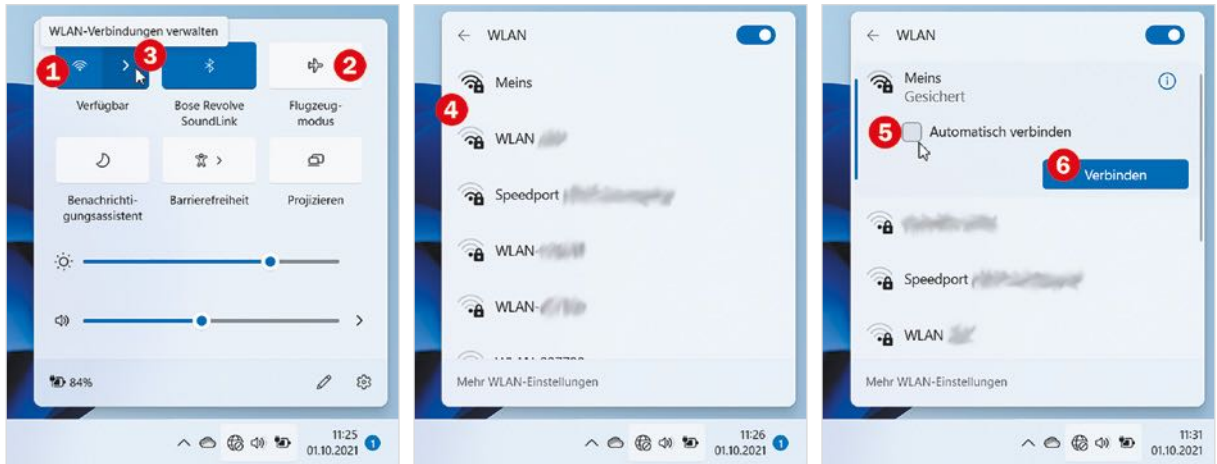 WLAN-Verbindungen verwalten
1
3
2
Verfügbar
Bose Revolve
SoundLink
Flugzeug-
modus
Benachrichti-
gungsassistent
Barrierefreiheit
Projizieren
84%
11:25
01.10.2021
1
WLAN
Meins
4
WLAN
Speedport
WLAN-
WLAN-
Mehr WLAN-Einstellungen
11:26
01.10.2021
1
WLAN
Meins
Gesichert
5
Automatisch verbinden
6
Verbinden
Speedport
WLAN
Mehr WLAN-Einstellungen
11:31
01.10.2021